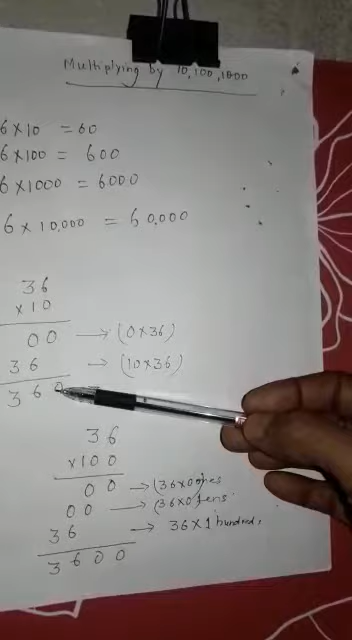 Multiplying by 10,100,1000
6×10 = 60
6×100 = 600
6×1000 = 6000
6×10,000 = 60,000
36
×10
00 → (0×36)
36 → (10×36)
360
36
×100
00 → (36×0) ones
00 → (36×0) tens
36 → 36×1 hundred,
3600